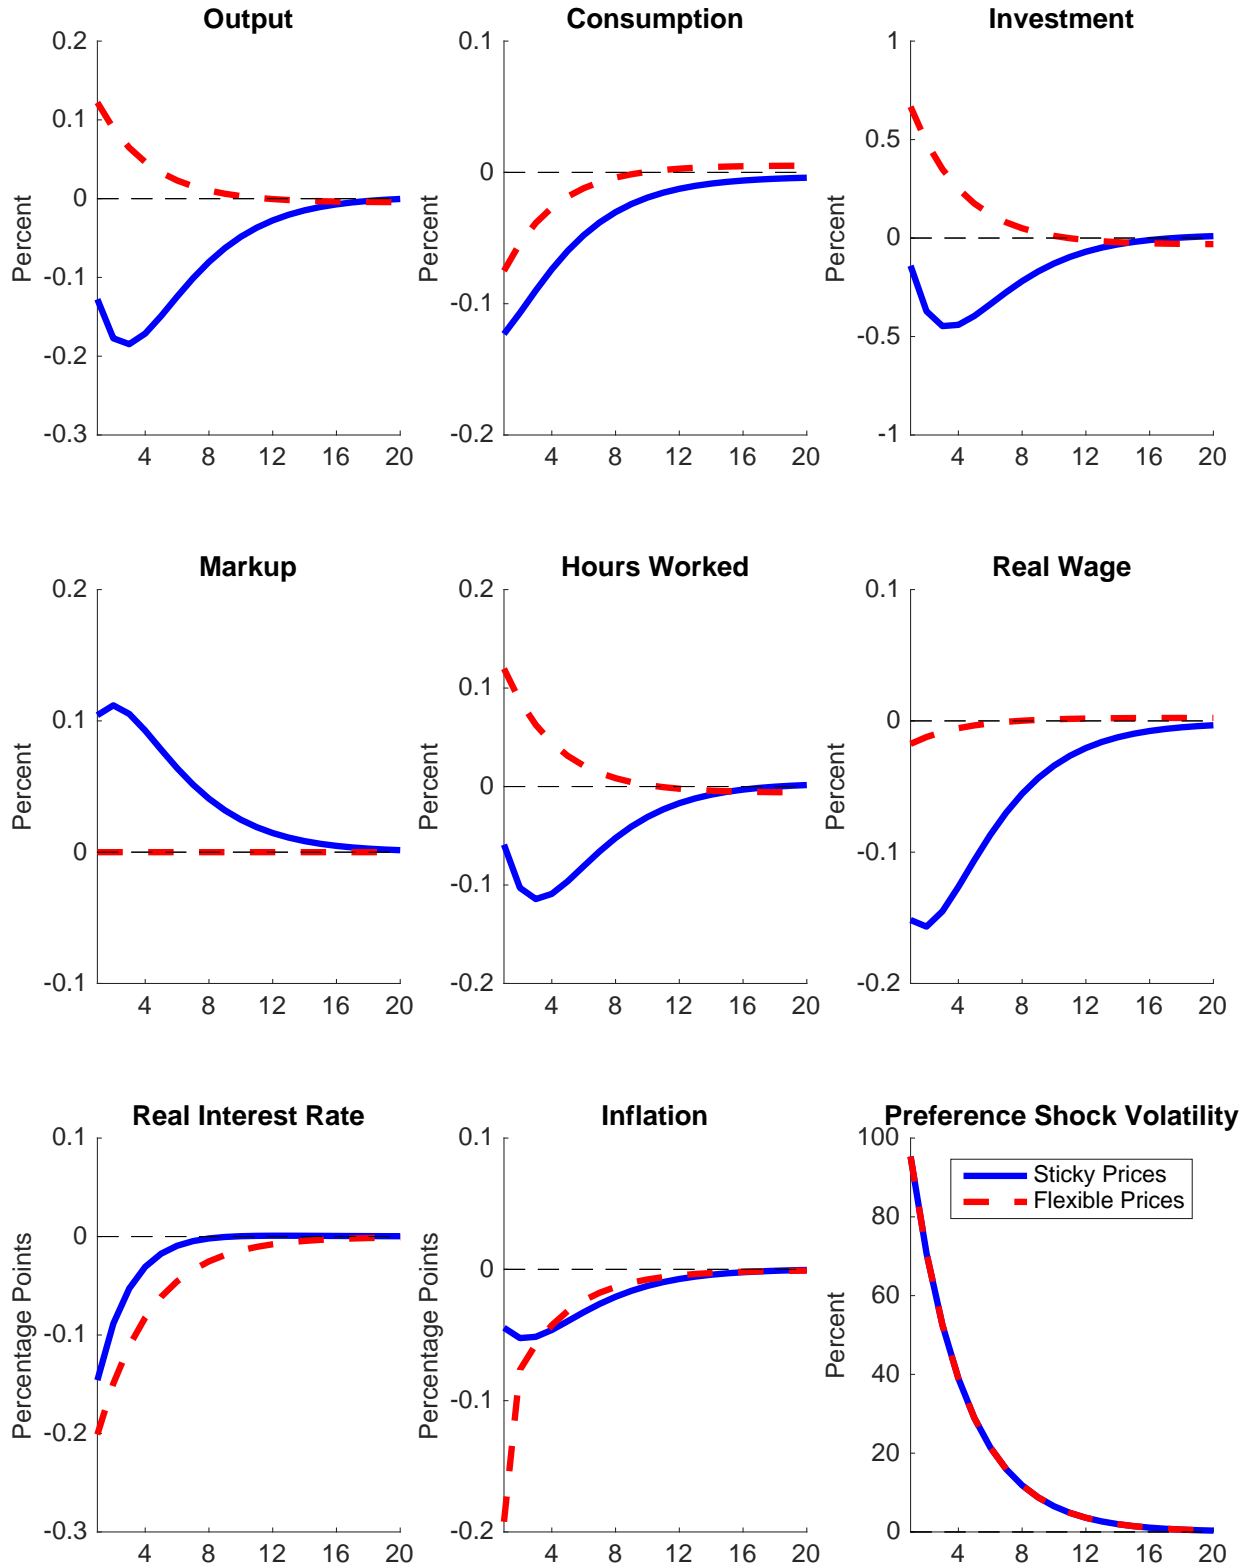 Output
Consumption
Investment
Percent
0.2
0.1
0
-0.1
-0.2
-0.3
4 8 12 16 20
0.1
0
-0.1
-0.2
4 8 12 16 20
Percent
1
0.5
0
-0.5
-1
4 8 12 16 20
Markup
Hours Worked
Real Wage
Percent
0.2
0.1
0
-0.1
4 8 12 16 20
Percent
0.2
0.1
0
-0.1
-0.2
4 8 12 16 20
Percent
0.1
0
-0.1
-0.2
4 8 12 16 20
Real Interest Rate
Inflation
Preference Shock Volatility
Percentage Points
0.1
0
-0.1
-0.2
-0.3
4 8 12 16 20
Percentage Points
0.1
0
-0.1
-0.2
4 8 12 16 20
Percent
100
80
60
40
20
0
4 8 12 16 20
Sticky Prices
Flexible Prices